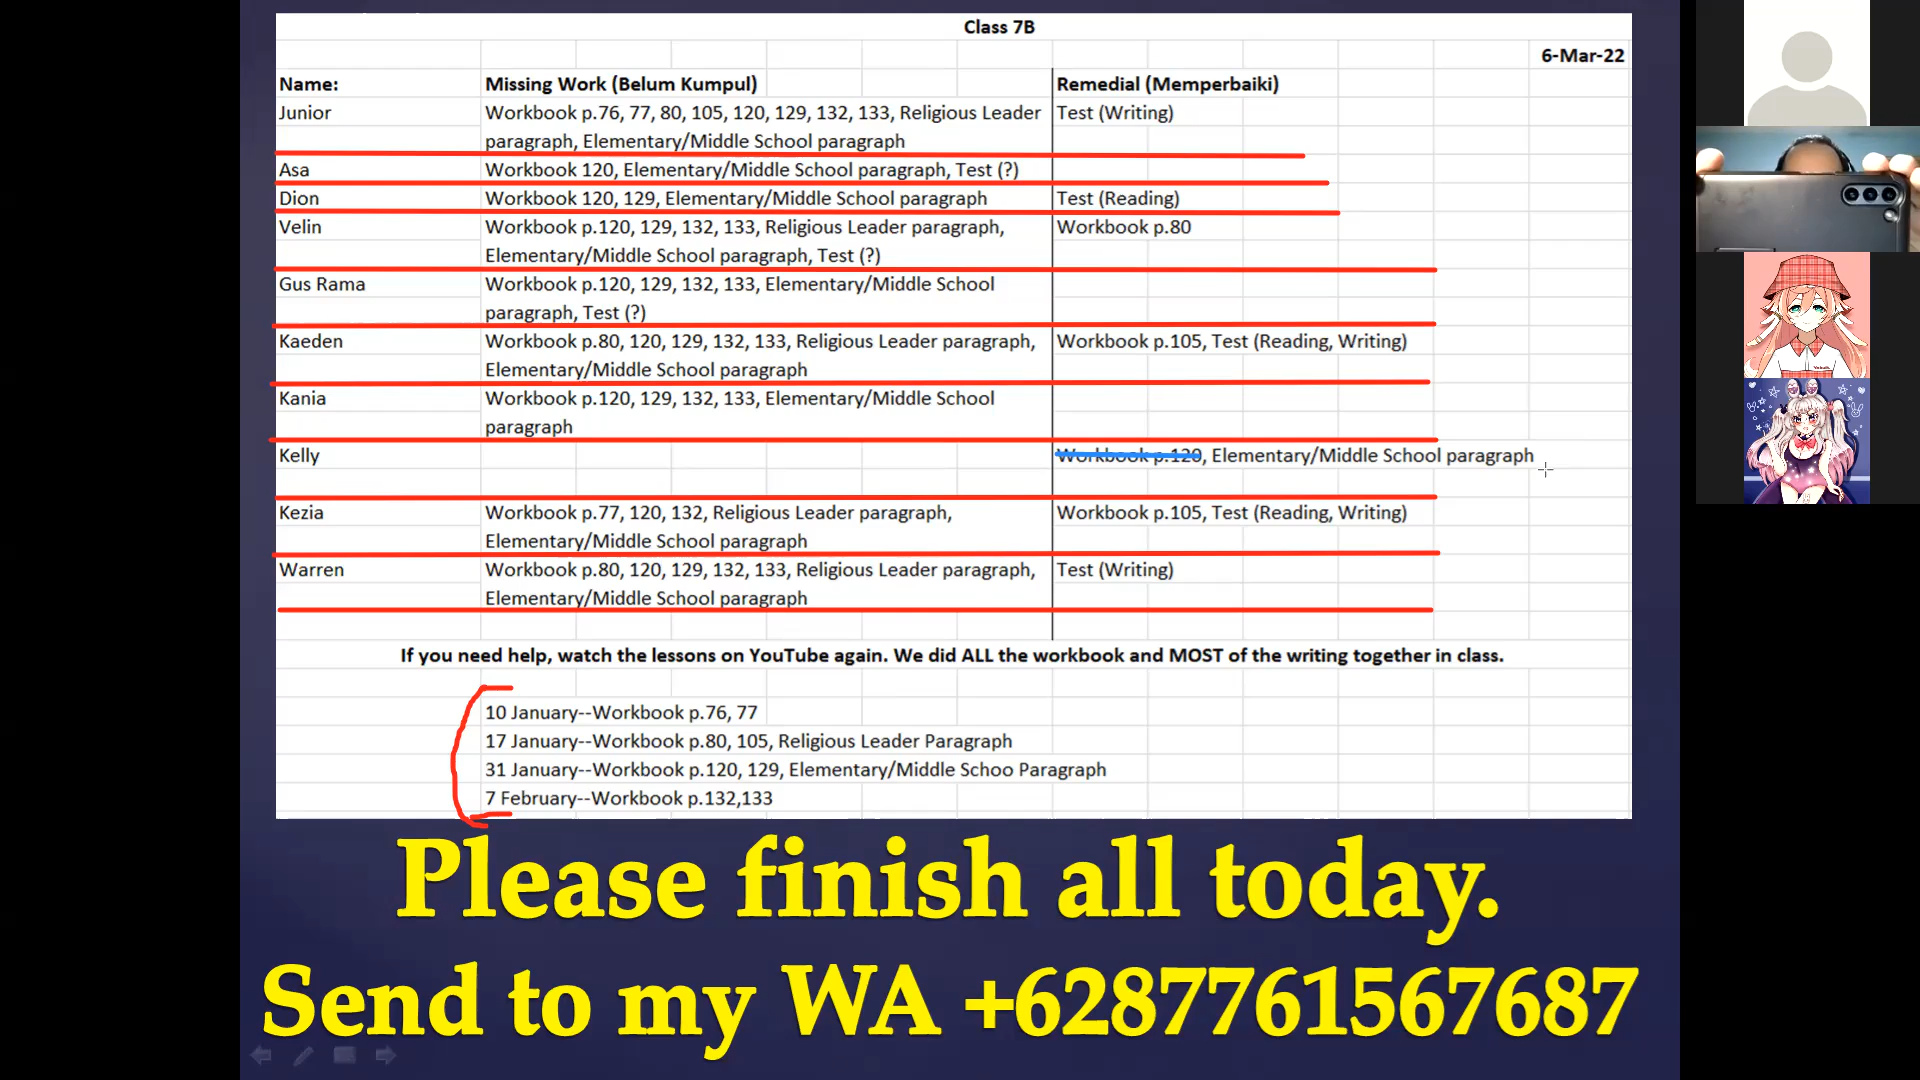 Class 7B
6-Mar-22
Name: Missing Work (Belum Kumpul) Remedial (Memperbaiki)
Junior Workbook p.76, 77, 80, 105, 120, 129, 132, 133, Religious Leader Test (Writing)
paragraph, Elementary/Middle School paragraph
Asa Workbook 120, Elementary/Middle School paragraph, Test (?)
Dion Workbook 120, 129, Elementary/Middle School paragraph Test (Reading)
Velin Workbook p.120, 129, 132, 133, Religious Leader paragraph, Workbook p.80
Elementary/Middle School paragraph, Test (?)
Gus Rama Workbook p.120, 129, 132, 133, Elementary/Middle School
paragraph, Test (?)
Kaeden Workbook p.80, 120, 129, 132, 133, Religious Leader paragraph, Workbook p.105, Test (Reading, Writing)
Elementary/Middle School paragraph
Kania Workbook p.120, 129, 132, 133, Elementary/Middle School
paragraph
Kelly Workbook p.120, Elementary/Middle School paragraph
Kezia Workbook p.77, 120, 132, Religious Leader paragraph, Workbook p.105, Test (Reading, Writing)
Elementary/Middle School paragraph
Warren Workbook p.80, 120, 129, 132, 133, Religious Leader paragraph, Test (Writing)
Elementary/Middle School paragraph
If you need help, watch the lessons on YouTube again. We did ALL the workbook and MOST of the writing together in class.
10 January--Workbook p.76, 77
17 January--Workbook p.80, 105, Religious Leader Paragraph
31 January--Workbook p.120, 129, Elementary/Middle Schoo Paragraph
7 February--Workbook p.132,133
Please finish all today.
Send to my WA +6287761567687